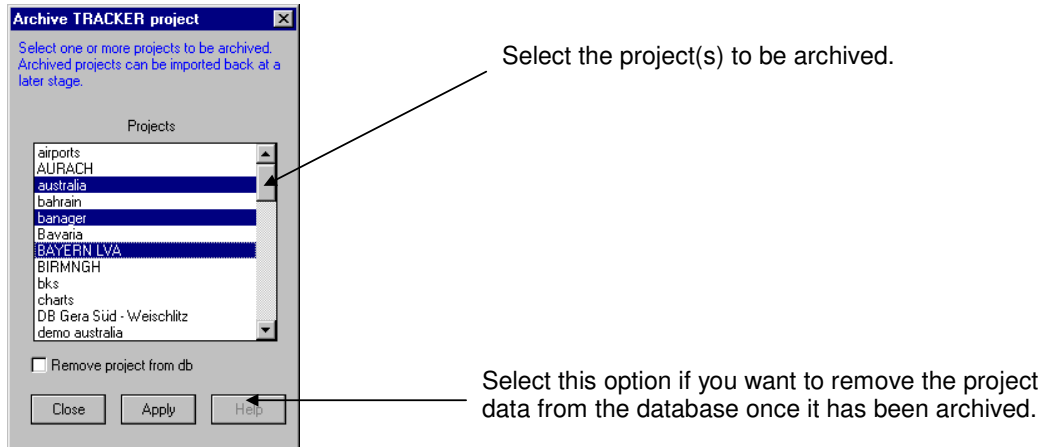 Archive TRACKER project
Select one or more projects to be archived.
Archived projects can be imported back at a
later stage.
Projects
airports
AURACH
australia
bahrain
banager
Bavaria
BAYERN LVA
BIRMNGH
bks
charts
DB Gera Süd - Weischlitz
demo australia
Remove project from db
Close
Apply
Help
Select the project(s) to be archived.
Select this option if you want to remove the project
data from the database once it has been archived.